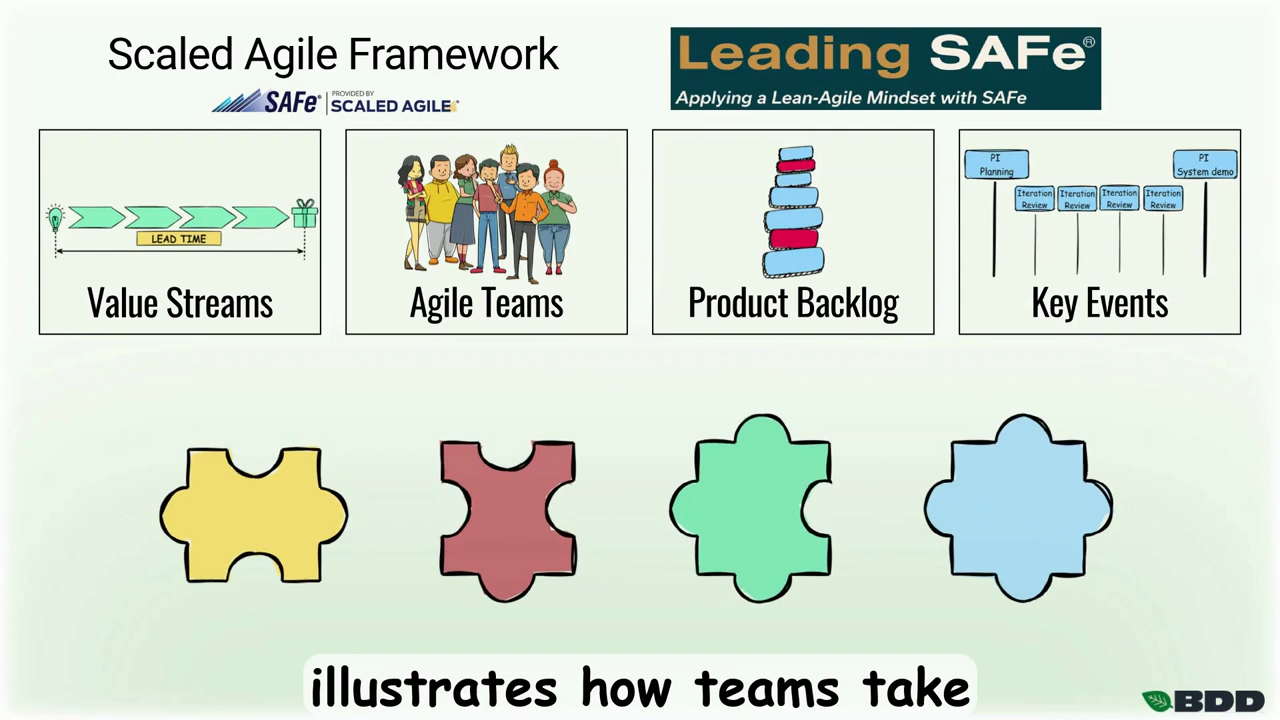 Scaled Agile Framework
SAFe® PROVIDED BY SCALED AGILE
Leading SAFe®
Applying a Lean-Agile Mindset with SAFe
LEAD TIME
Value Streams
Agile Teams
Product Backlog
PI Planning
Iteration Review
Iteration Review
Iteration Review
Iteration Review
PI System demo
Key Events
illustrates how teams take
BDD